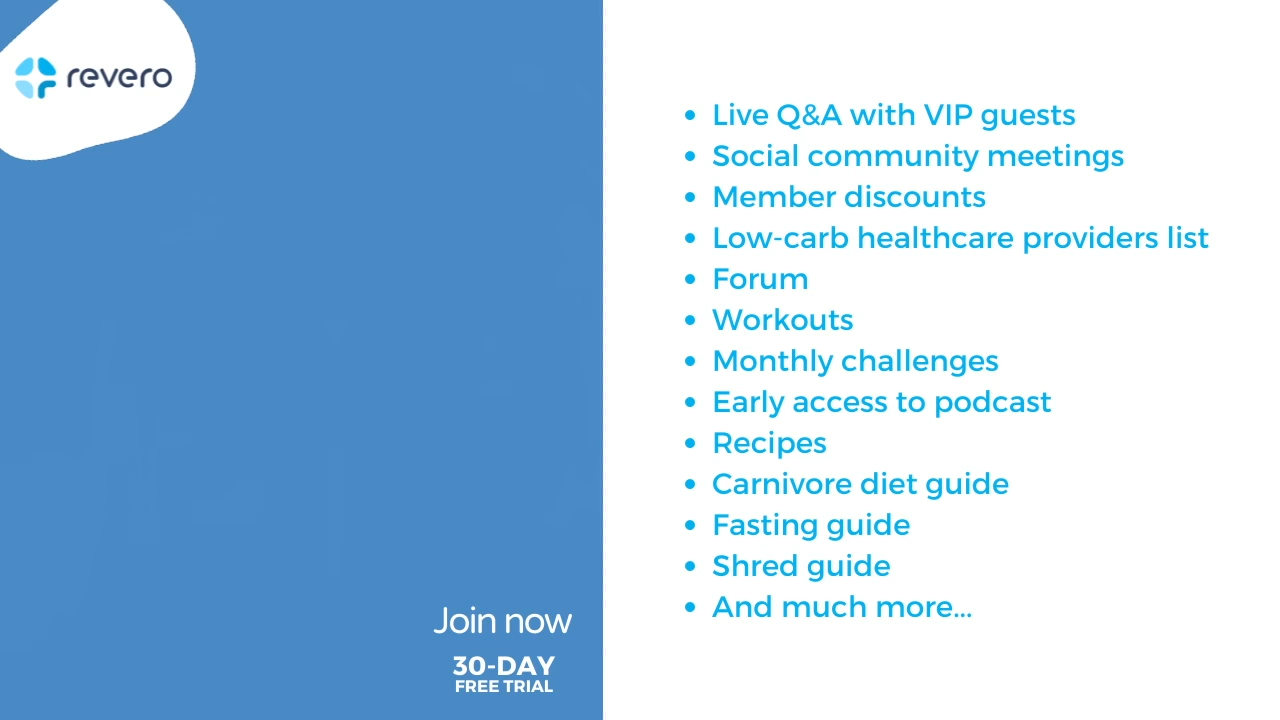 revero
Join now
30-DAY
FREE TRIAL
• Live Q&A with VIP guests
• Social community meetings
• Member discounts
• Low-carb healthcare providers list
• Forum
• Workouts
• Monthly challenges
• Early access to podcast
• Recipes
• Carnivore diet guide
• Fasting guide
• Shred guide
• And much more...